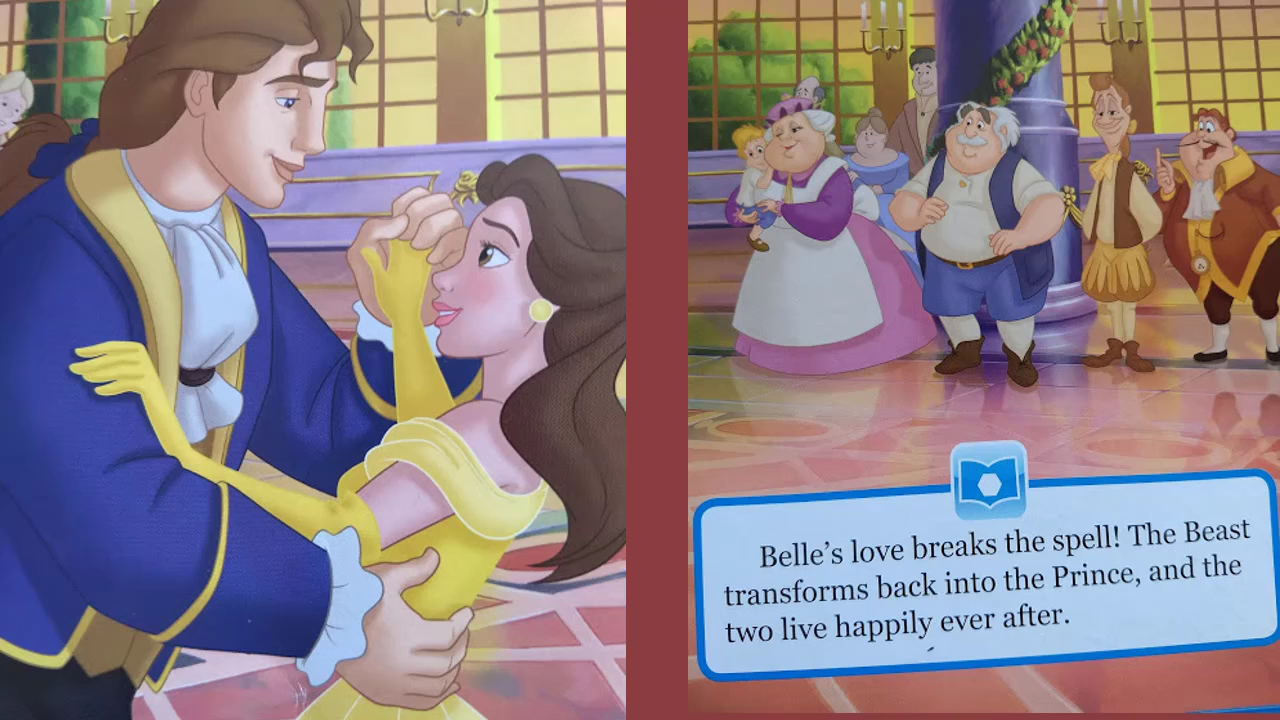 Belle’s love breaks the spell! The Beast
transforms back into the Prince, and the
two live happily ever after.